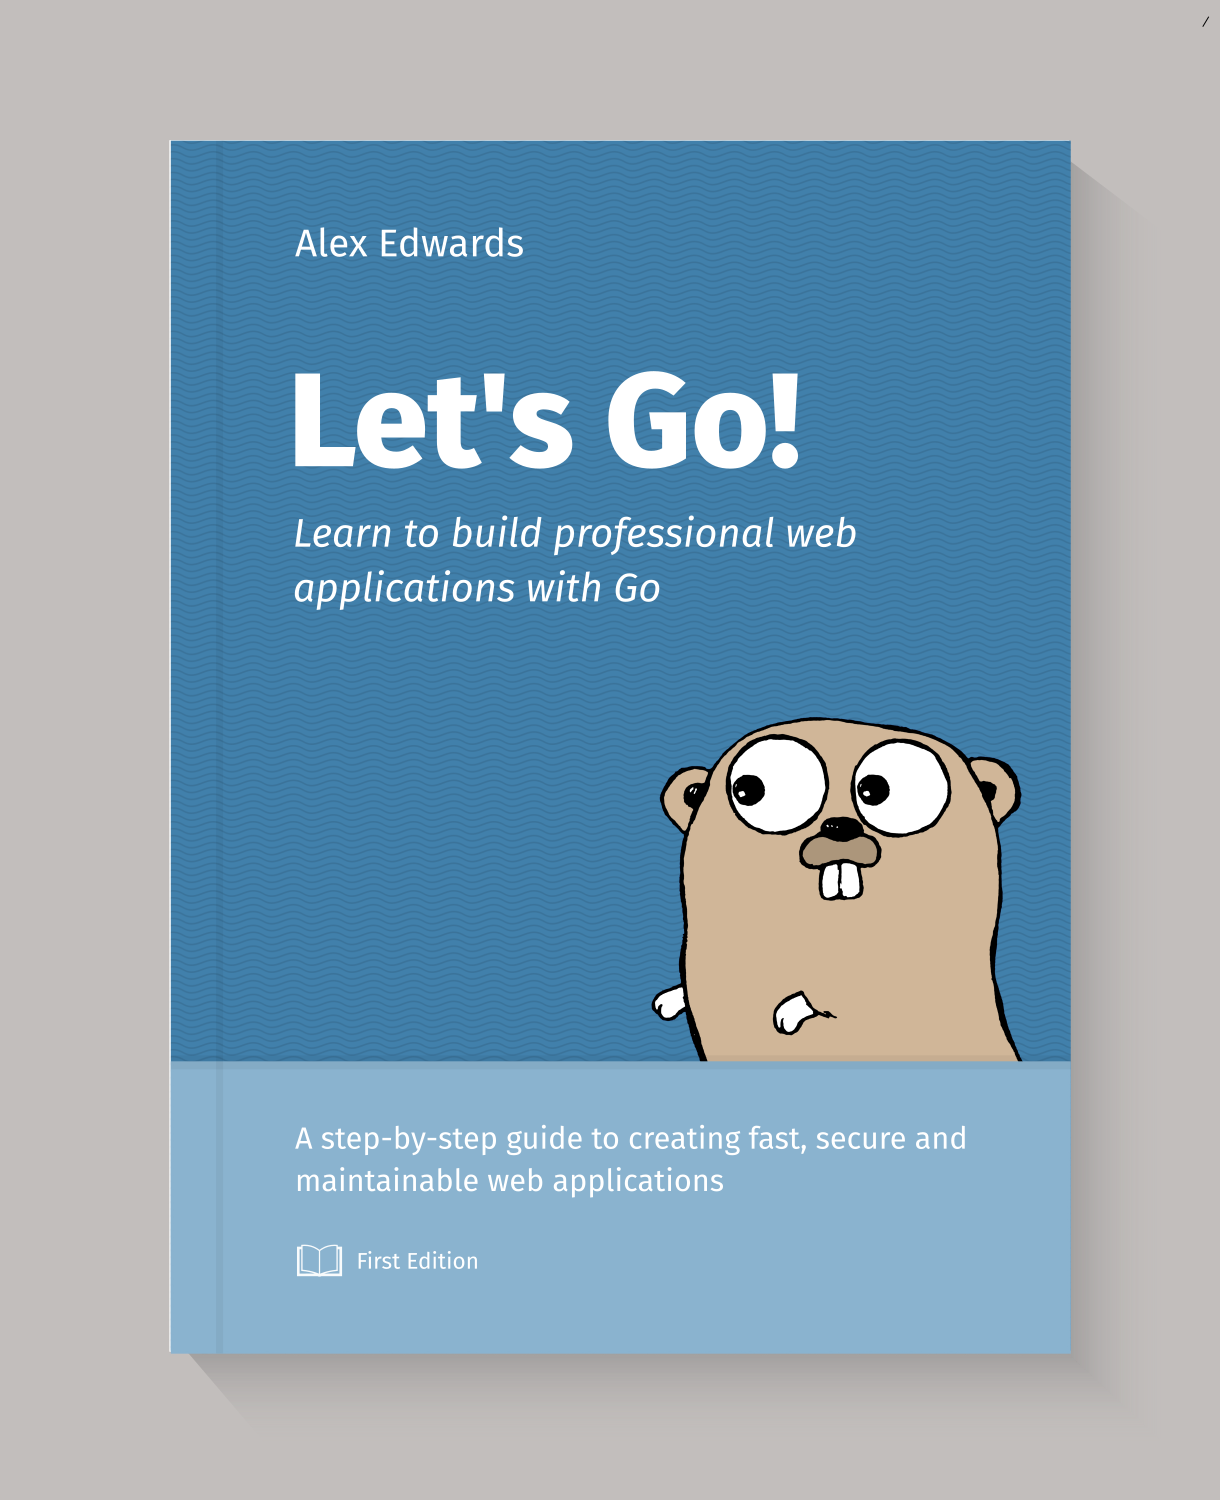 /
Alex Edwards
Let's Go!
Learn to build professional web
applications with Go
A step-by-step guide to creating fast, secure and
maintainable web applications
First Edition